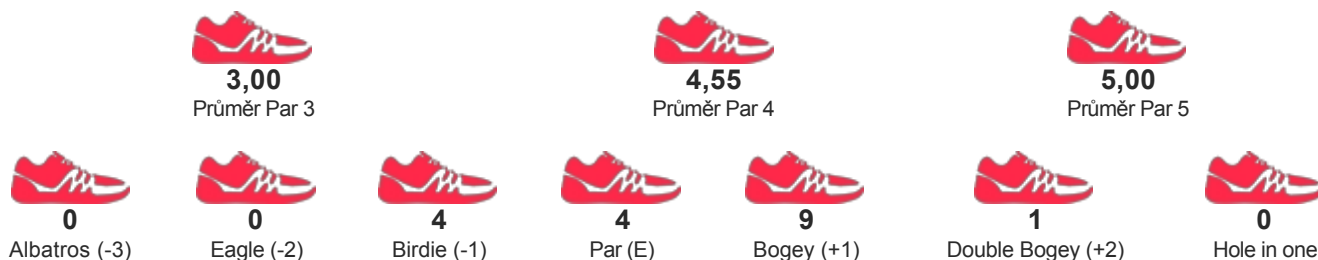 3,00 4,55 5,00
Průměr Par 3 Průměr Par 4 Průměr Par 5
0 0 4 4 9 1 0
Albatros (-3) Eagle (-2) Birdie (-1) Par (E) Bogey (+1) Double Bogey (+2) Hole in one